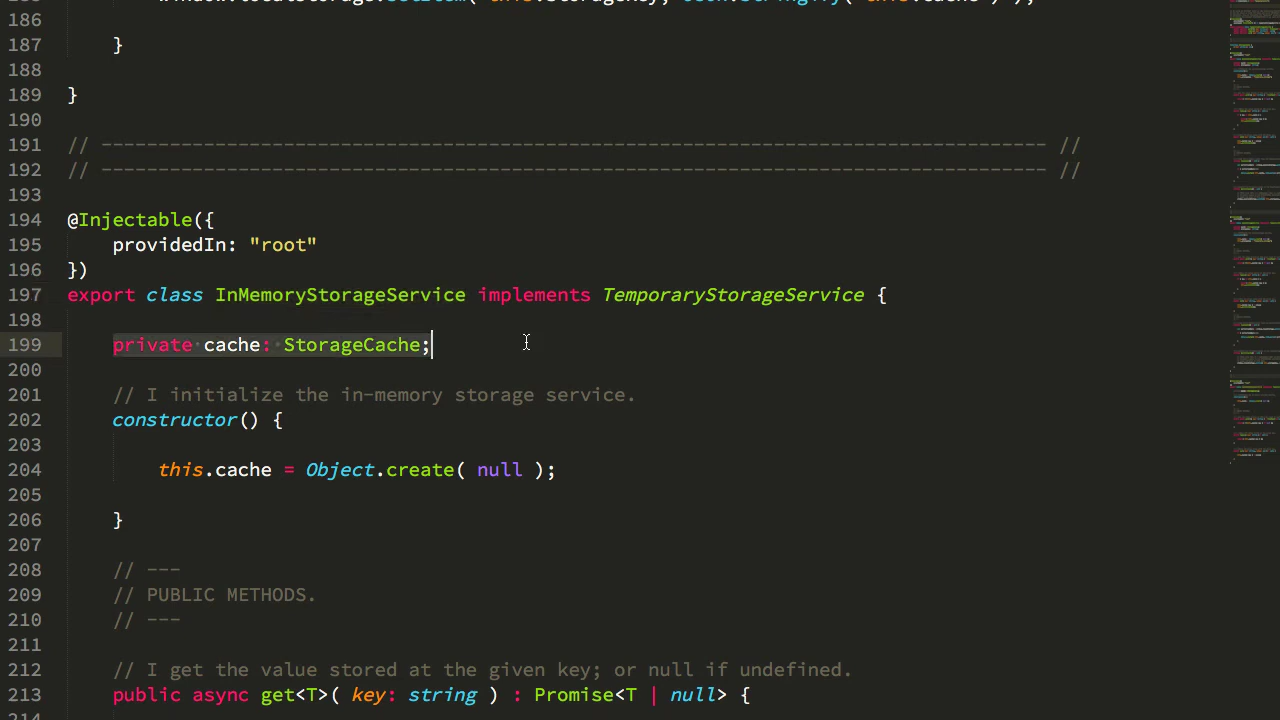 186
187 }
188
189 }
190
191 // ----------------------------------------------------------------------------------- //
192 // ----------------------------------------------------------------------------------- //
193
194 @Injectable({
195 providedIn: "root"
196 })
197 export class InMemoryStorageService implements TemporaryStorageService {
198
199 private cache: StorageCache;
200
201 // I initialize the in-memory storage service.
202 constructor() {
203
204 this.cache = Object.create( null );
205
206 }
207
208 // ---
209 // PUBLIC METHODS.
210 // ---
211
212 // I get the value stored at the given key; or null if undefined.
213 public async get<T>( key: string ) : Promise<T | null> {